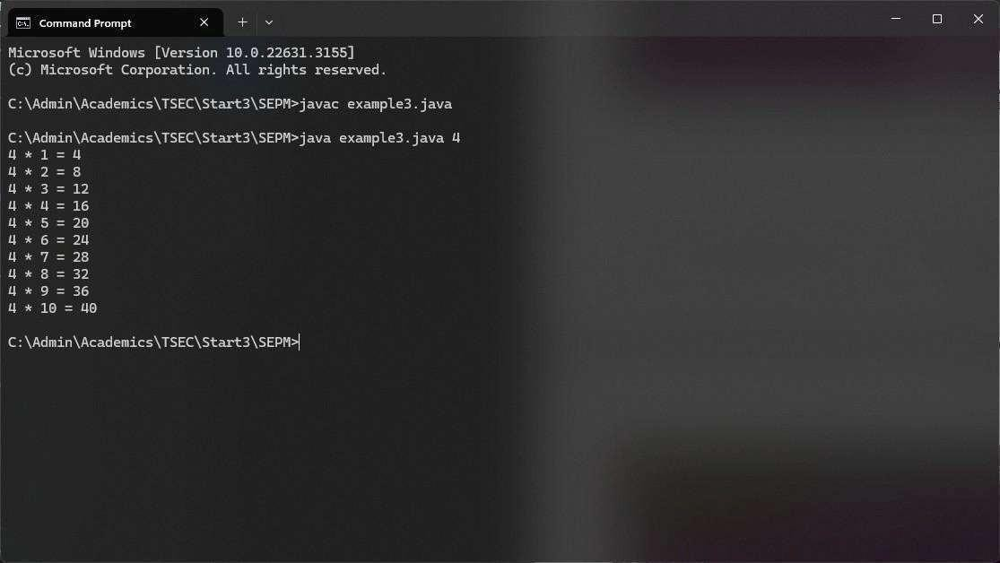 Command Prompt
Microsoft Windows [Version 10.0.22631.3155]
(c) Microsoft Corporation. All rights reserved.
C:\Admin\Academics\TSEC\Start3\SEPM>javac example3.java
C:\Admin\Academics\TSEC\Start3\SEPM>java example3.java 4
4 * 1 = 4
4 * 2 = 8
4 * 3 = 12
4 * 4 = 16
4 * 5 = 20
4 * 6 = 24
4 * 7 = 28
4 * 8 = 32
4 * 9 = 36
4 * 10 = 40
C:\Admin\Academics\TSEC\Start3\SEPM>